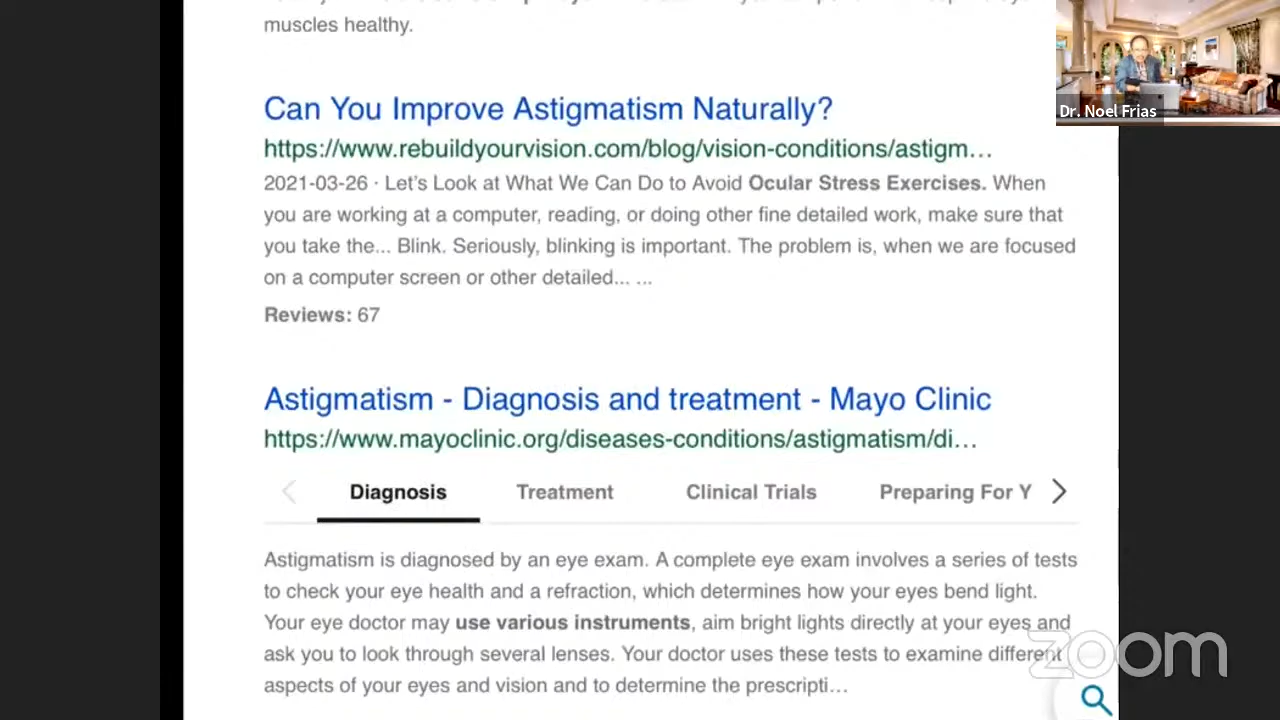 muscles healthy.
Can You Improve Astigmatism Naturally?
https://www.rebuildyourvision.com/blog/vision-conditions/astigm...
2021-03-26 · Let's Look at What We Can Do to Avoid Ocular Stress Exercises. When
you are working at a computer, reading, or doing other fine detailed work, make sure that
you take the... Blink. Seriously, blinking is important. The problem is, when we are focused
on a computer screen or other detailed... ...
Reviews: 67
Astigmatism - Diagnosis and treatment - Mayo Clinic
https://www.mayoclinic.org/diseases-conditions/astigmatism/di...
Diagnosis Treatment Clinical Trials Preparing For Y
Astigmatism is diagnosed by an eye exam. A complete eye exam involves a series of tests
to check your eye health and a refraction, which determines how your eyes bend light.
Your eye doctor may use various instruments, aim bright lights directly at your eyes and
ask you to look through several lenses. Your doctor uses these tests to examine different
aspects of your eyes and vision and to determine the prescripti...
Dr. Noel Frias
zoom